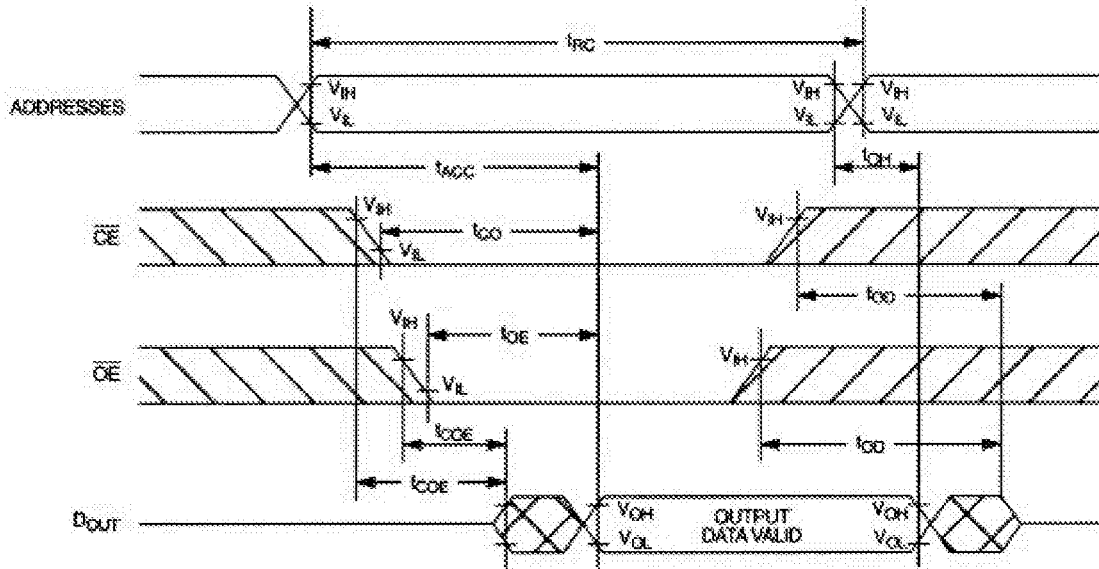 tRC
ADDRESSES
VIH
VIL
VIH
VIL
VIH
VIL
tACC
tOH
CE
VIH
VIL
tCO
VIH
tOD
OE
VIH
VIL
tOE
VIH
tOD
tCOE
tCOE
DOUT
VOH
VOL
OUTPUT
DATA VALID
VOH
VOL